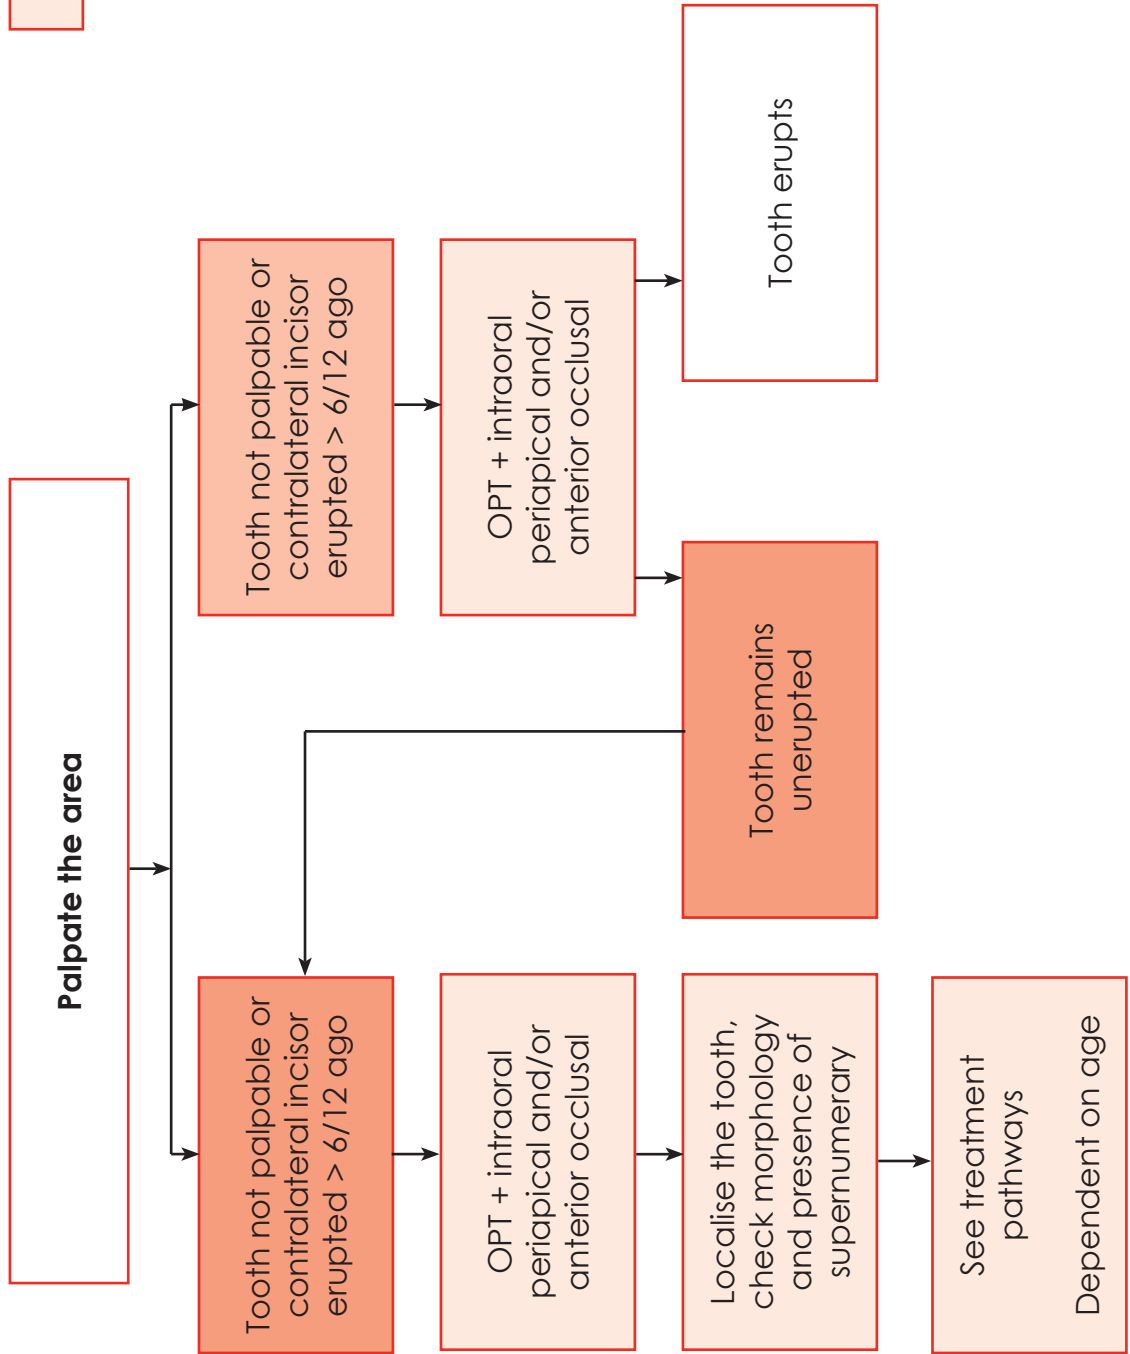 Palpate the area
Tooth not palpable or
contralateral incisor
erupted > 6/12 ago
OPT + intraoral
periapical and/or
anterior occlusal
Localise the tooth,
check morphology
and presence of
supernumerary
See treatment
pathways
Dependent on age
Tooth not palpable or
contralateral incisor
erupted > 6/12 ago
OPT + intraoral
periapical and/or
anterior occlusal
Tooth remains
unerupted
Tooth erupts